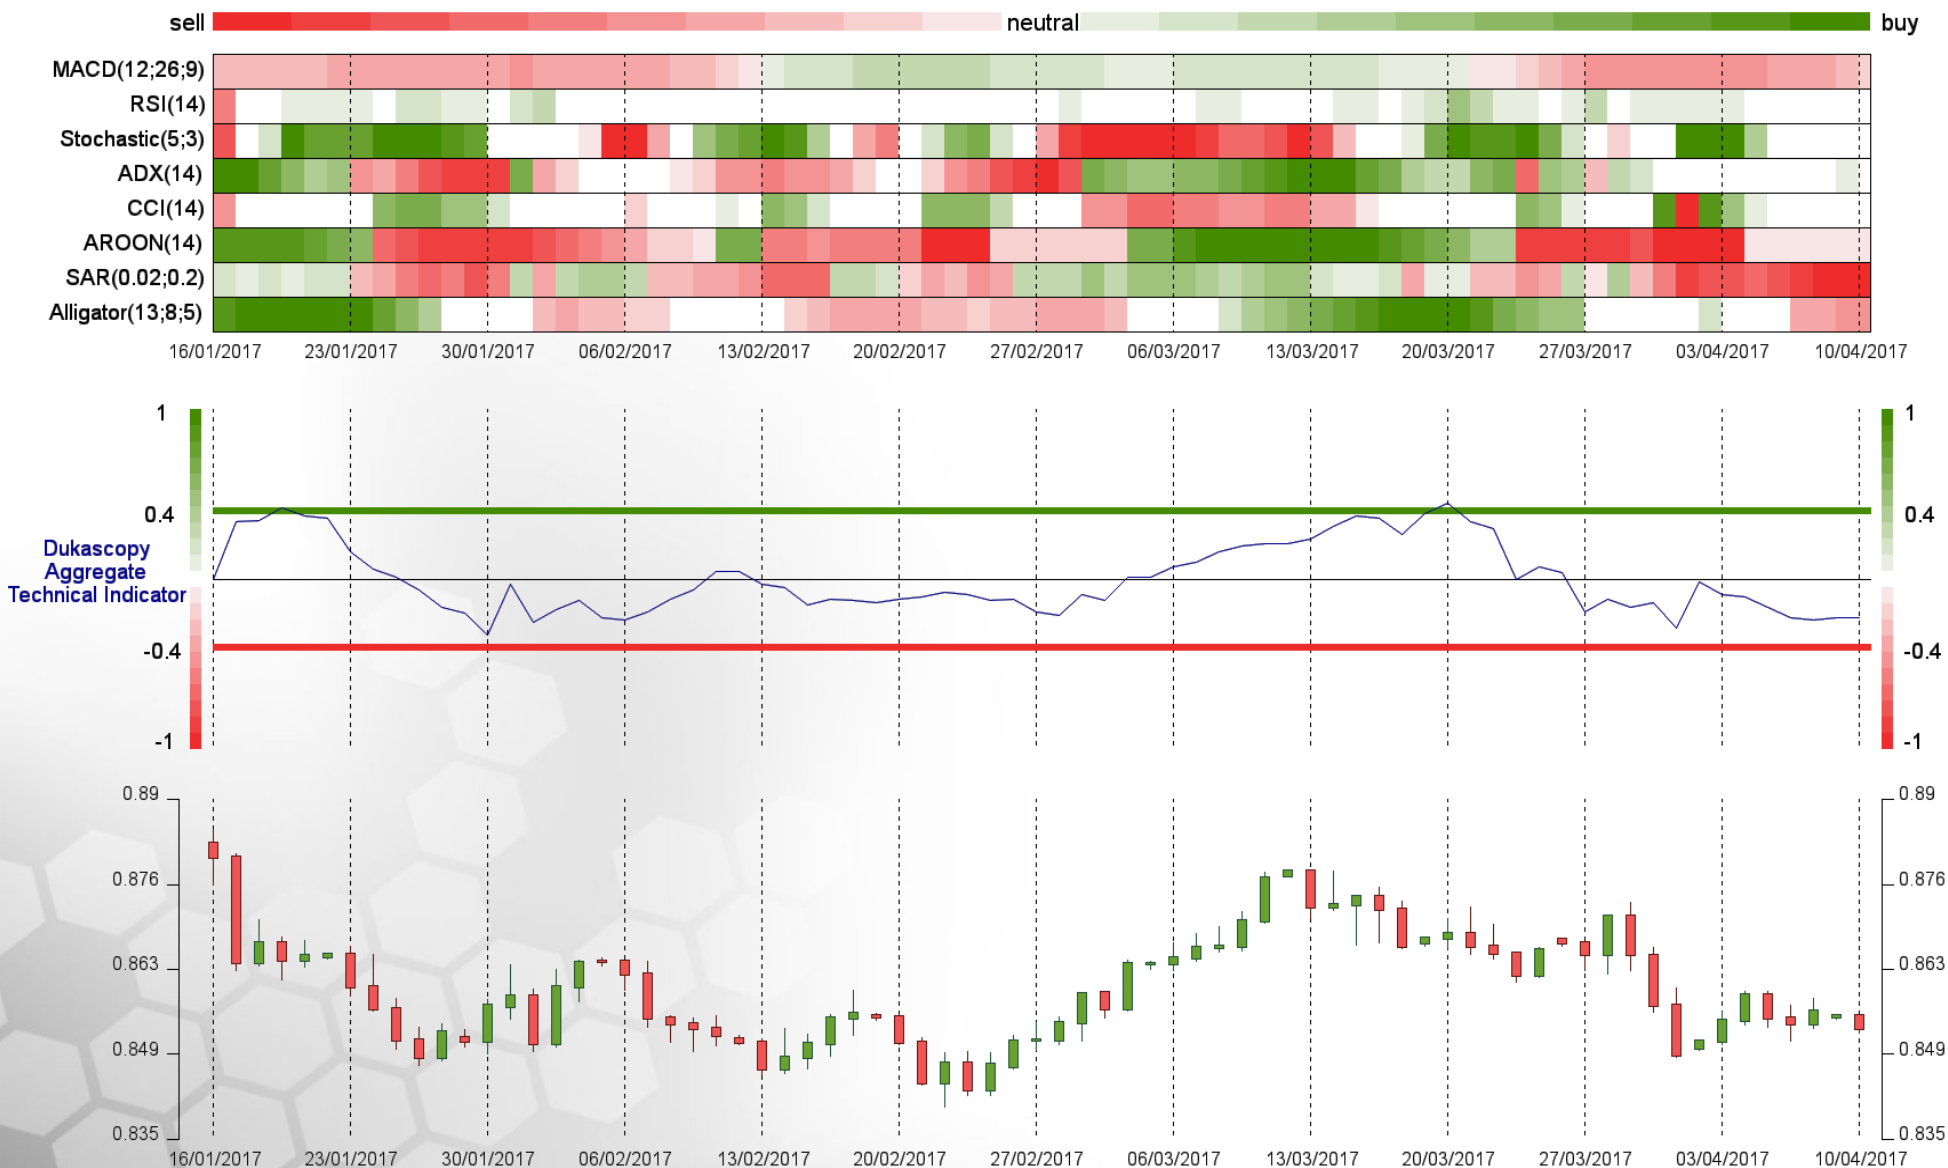 sell neutral buy
MACD(12;26;9)
RSI(14)
Stochastic(5;3)
ADX(14)
CCI(14)
AROON(14)
SAR(0.02;0.2)
Alligator(13;8;5)
16/01/2017 23/01/2017 30/01/2017 06/02/2017 13/02/2017 20/02/2017 27/02/2017 06/03/2017 13/03/2017 20/03/2017 27/03/2017 03/04/2017 10/04/2017
1 1
0.4 0.4
Dukascopy
Aggregate
Technical Indicator
-0.4 -0.4
-1 -1
0.89 0.89
0.876 0.876
0.863 0.863
0.849 0.849
0.835 0.835
16/01/2017 23/01/2017 30/01/2017 06/02/2017 13/02/2017 20/02/2017 27/02/2017 06/03/2017 13/03/2017 20/03/2017 27/03/2017 03/04/2017 10/04/2017